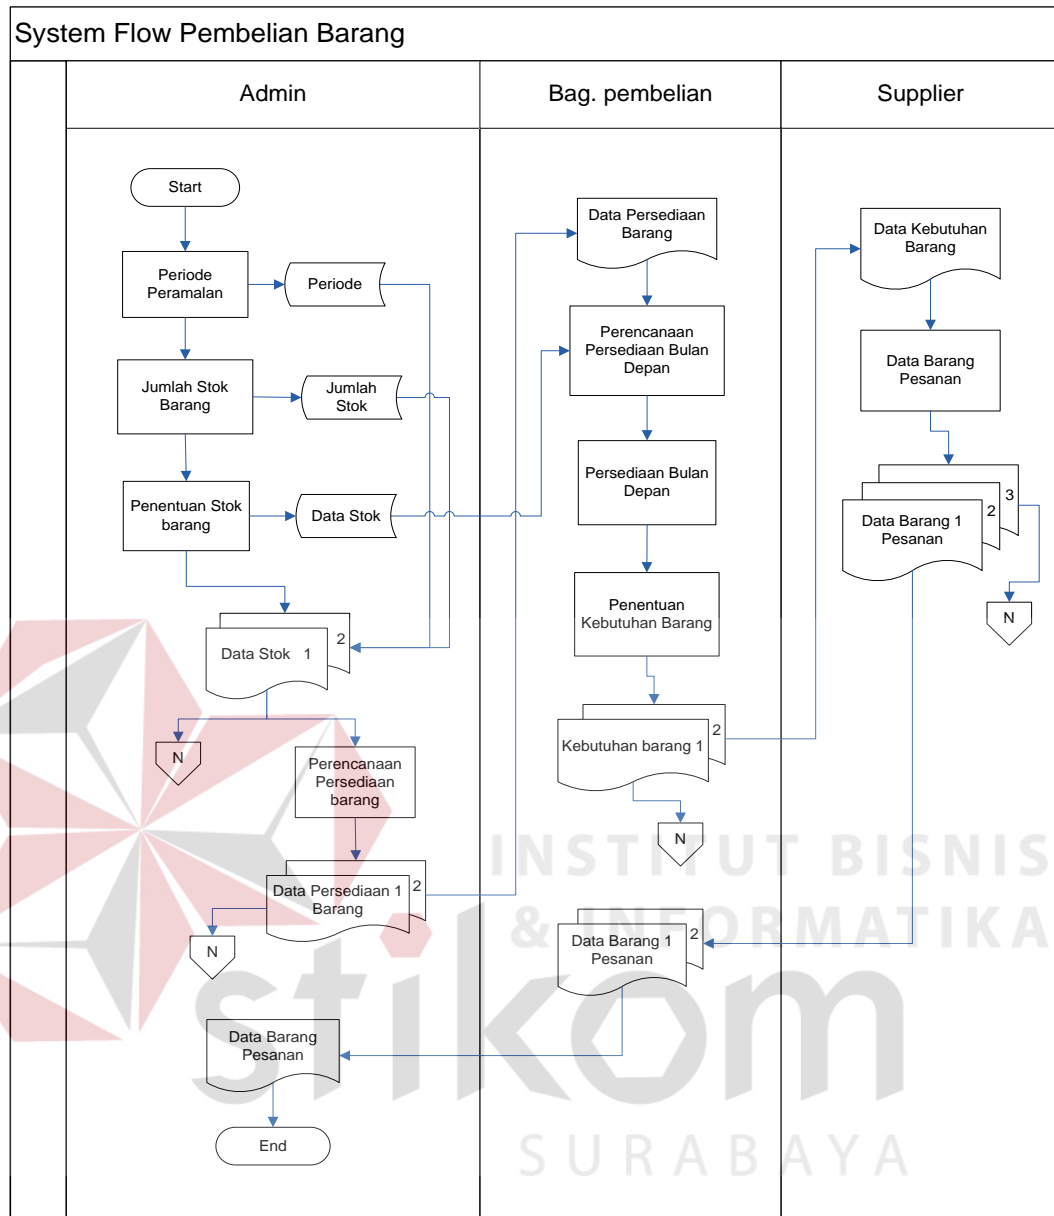 System Flow Pembelian Barang
Admin
Bag. pembelian
Supplier
Start
Periode
Peramalan
Periode
Jumlah Stok
Barang
Jumlah
Stok
Penentuan Stok
barang
Data Stok
Data Stok 1
2
N
Perencanaan
Persediaan
barang
Data Persediaan 1
Barang
2
N
Data Barang
Pesanan
End
Data Persediaan
Barang
Perencanaan
Persediaan Bulan
Depan
Persediaan Bulan
Depan
Penentuan
Kebutuhan Barang
Kebutuhan barang 1
2
N
Data Barang 1
Pesanan
2
Data Kebutuhan
Barang
Data Barang
Pesanan
Data Barang 1
Pesanan
2
3
N
INSTITUT BISNIS
& INFORMATIKA
stikom
SURABAYA